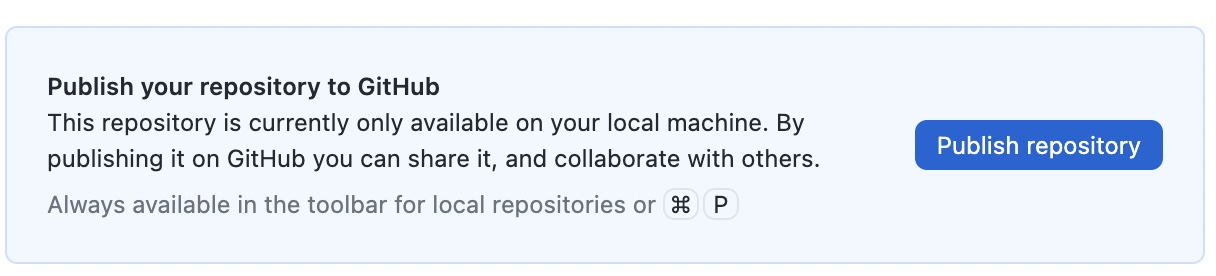 Publish your repository to GitHub
This repository is currently only available on your local machine. By
publishing it on GitHub you can share it, and collaborate with others.
Publish repository
Always available in the toolbar for local repositories or ⌘ P